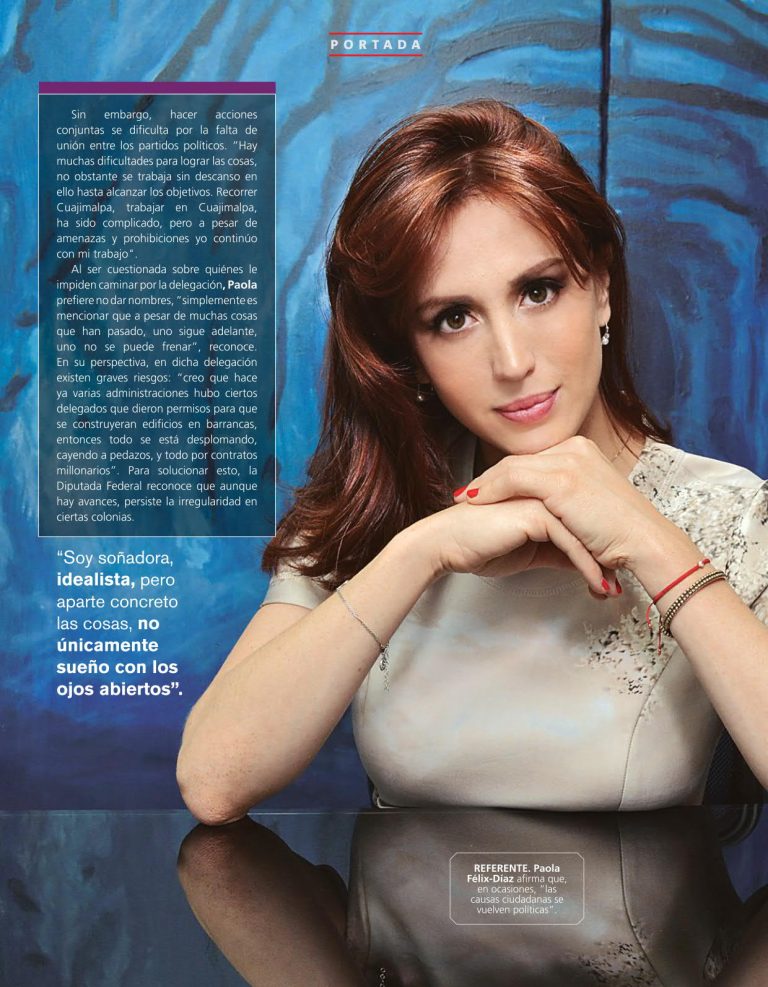 PORTADA
Sin embargo, hacer acciones
conjuntas se dificulta por la falta de
unión entre los partidos políticos. “Hay
muchas dificultades para lograr las cosas,
no obstante se trabaja sin descanso en
ello hasta alcanzar los objetivos. Recorrer
Cuajimalpa, trabajar en Cuajimalpa,
ha sido complicado, pero a pesar de
amenazas y prohibiciones yo continúo
con mi trabajo”.
Al ser cuestionada sobre quiénes le
impiden caminar por la delegación, Paola
prefiere no dar nombres, “simplemente es
mencionar que a pesar de muchas cosas
que han pasado, uno sigue adelante,
uno no se puede frenar”, reconoce.
En su perspectiva, en dicha delegación
existen graves riesgos: “creo que hace
ya varias administraciones hubo ciertos
delegados que dieron permisos para que
se construyeran edificios en barrancas,
entonces todo se está desplomando,
cayendo a pedazos, y todo por contratos
millonarios”. Para solucionar esto, la
Diputada Federal reconoce que aunque
hay avances, persiste la irregularidad en
ciertas colonias.
“Soy soñadora,
idealista, pero
aparte concreto
las cosas, no
únicamente
sueño con los
ojos abiertos”.
REFERENTE. Paola
Félix-Díaz afirma que,
en ocasiones, “las
causas ciudadanas se
vuelven políticas”.